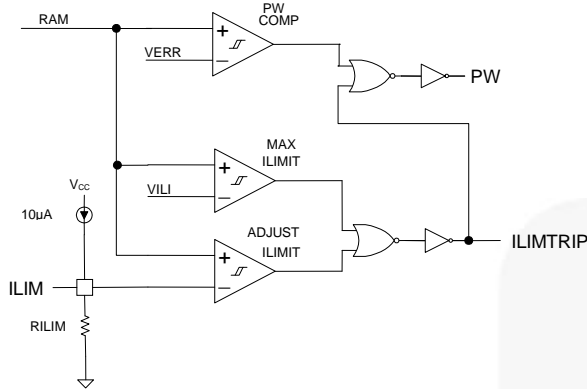 RAM
PW
COMP
VERR
PW
MAX
ILIMIT
VILI
VCC
10µA
ADJUST
ILIMIT
ILIMTRIP
ILIM
RILIM